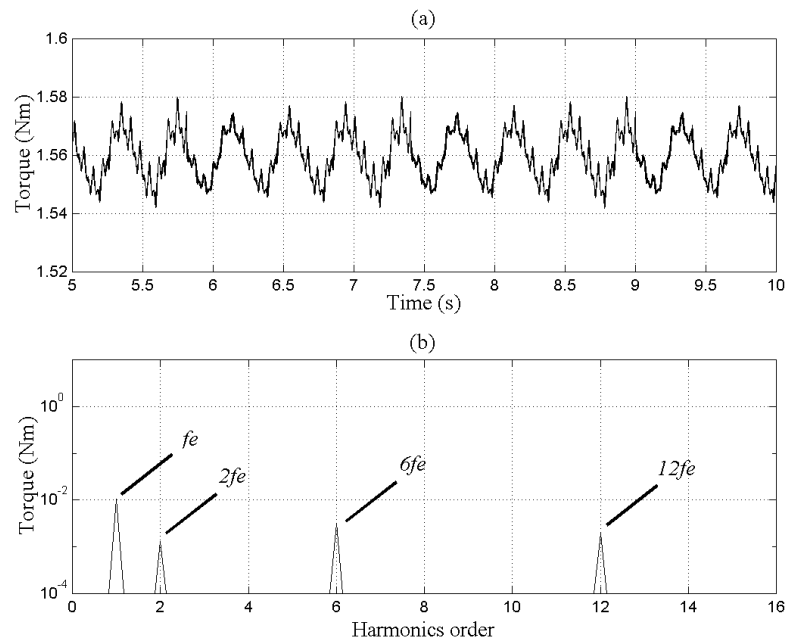 (a)
Torque (Nm)
1.6
1.58
1.56
1.54
1.52
5 5.5 6 6.5 7 7.5 8 8.5 9 9.5 10
Time (s)
(b)
Torque (Nm)
10^0
10^-2
10^-4
fe
2fe
6fe
12fe
0 2 4 6 8 10 12 14 16
Harmonics order